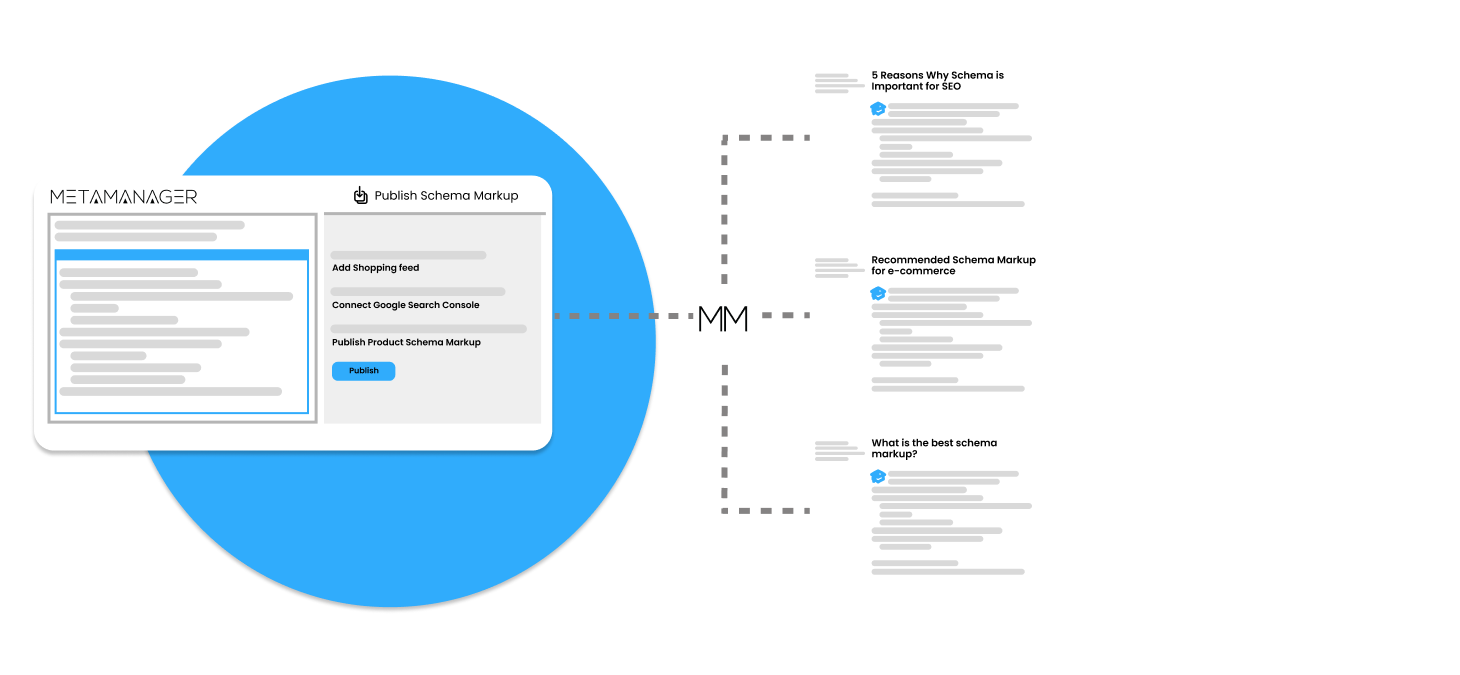 METAMANAGER
Publish Schema Markup
Add Shopping feed
Connect Google Search Console
Publish Product Schema Markup
Publish
MM
5 Reasons Why Schema is
Important for SEO
Recommended Schema Markup
for e-commerce
What is the best schema
markup?